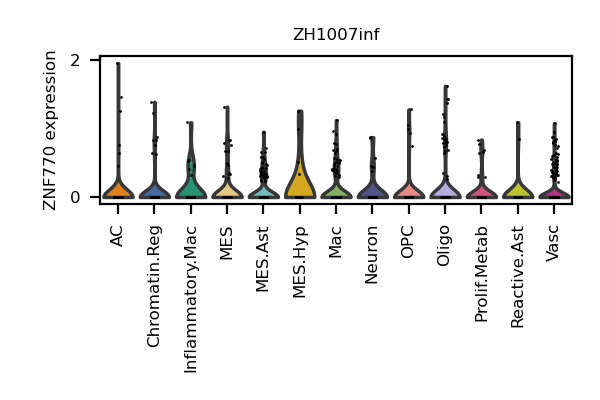 ZH1007inf
ZNF770 expression
2
0
AC
Chromatin.Reg
Inflammatory.Mac
MES
MES.Ast
MES.Hyp
Mac
Neuron
OPC
Oligo
Prolif.Metab
Reactive.Ast
Vasc